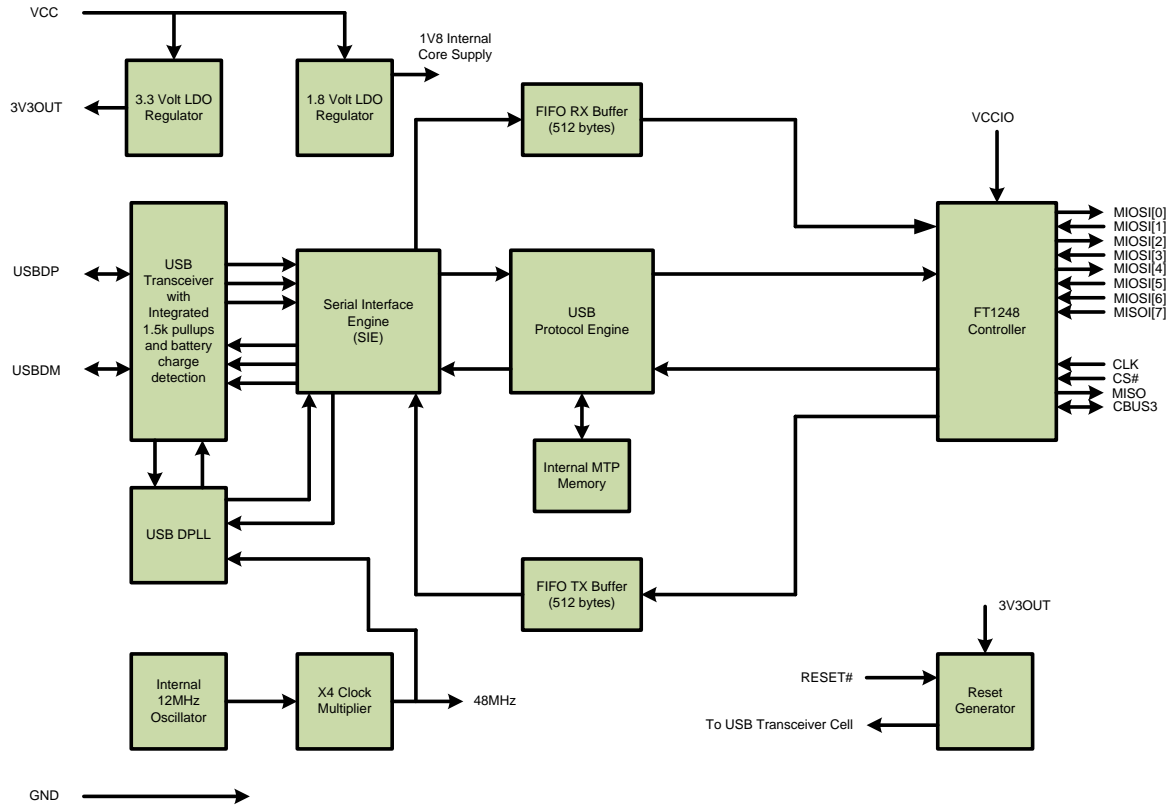 VCC
1V8 Internal
Core Supply
3.3 Volt LDO
Regulator
1.8 Volt LDO
Regulator
3V3OUT
FIFO RX Buffer
(512 bytes)
VCCIO
USBDP
USBDM
USB
Transceiver
with
Integrated
1.5k pullups
and battery
charge
detection
Serial Interface
Engine
(SIE)
USB
Protocol Engine
FT1248
Controller
MIOSI[0]
MIOSI[1]
MIOSI[2]
MIOSI[3]
MIOSI[4]
MIOSI[5]
MIOSI[6]
MISOI[7]
CLK
CS#
MISO
CBUS3
Internal MTP
Memory
USB DPLL
FIFO TX Buffer
(512 bytes)
3V3OUT
Internal
12MHz
Oscillator
X4 Clock
Multiplier
48MHz
RESET#
To USB Transceiver Cell
Reset
Generator
GND